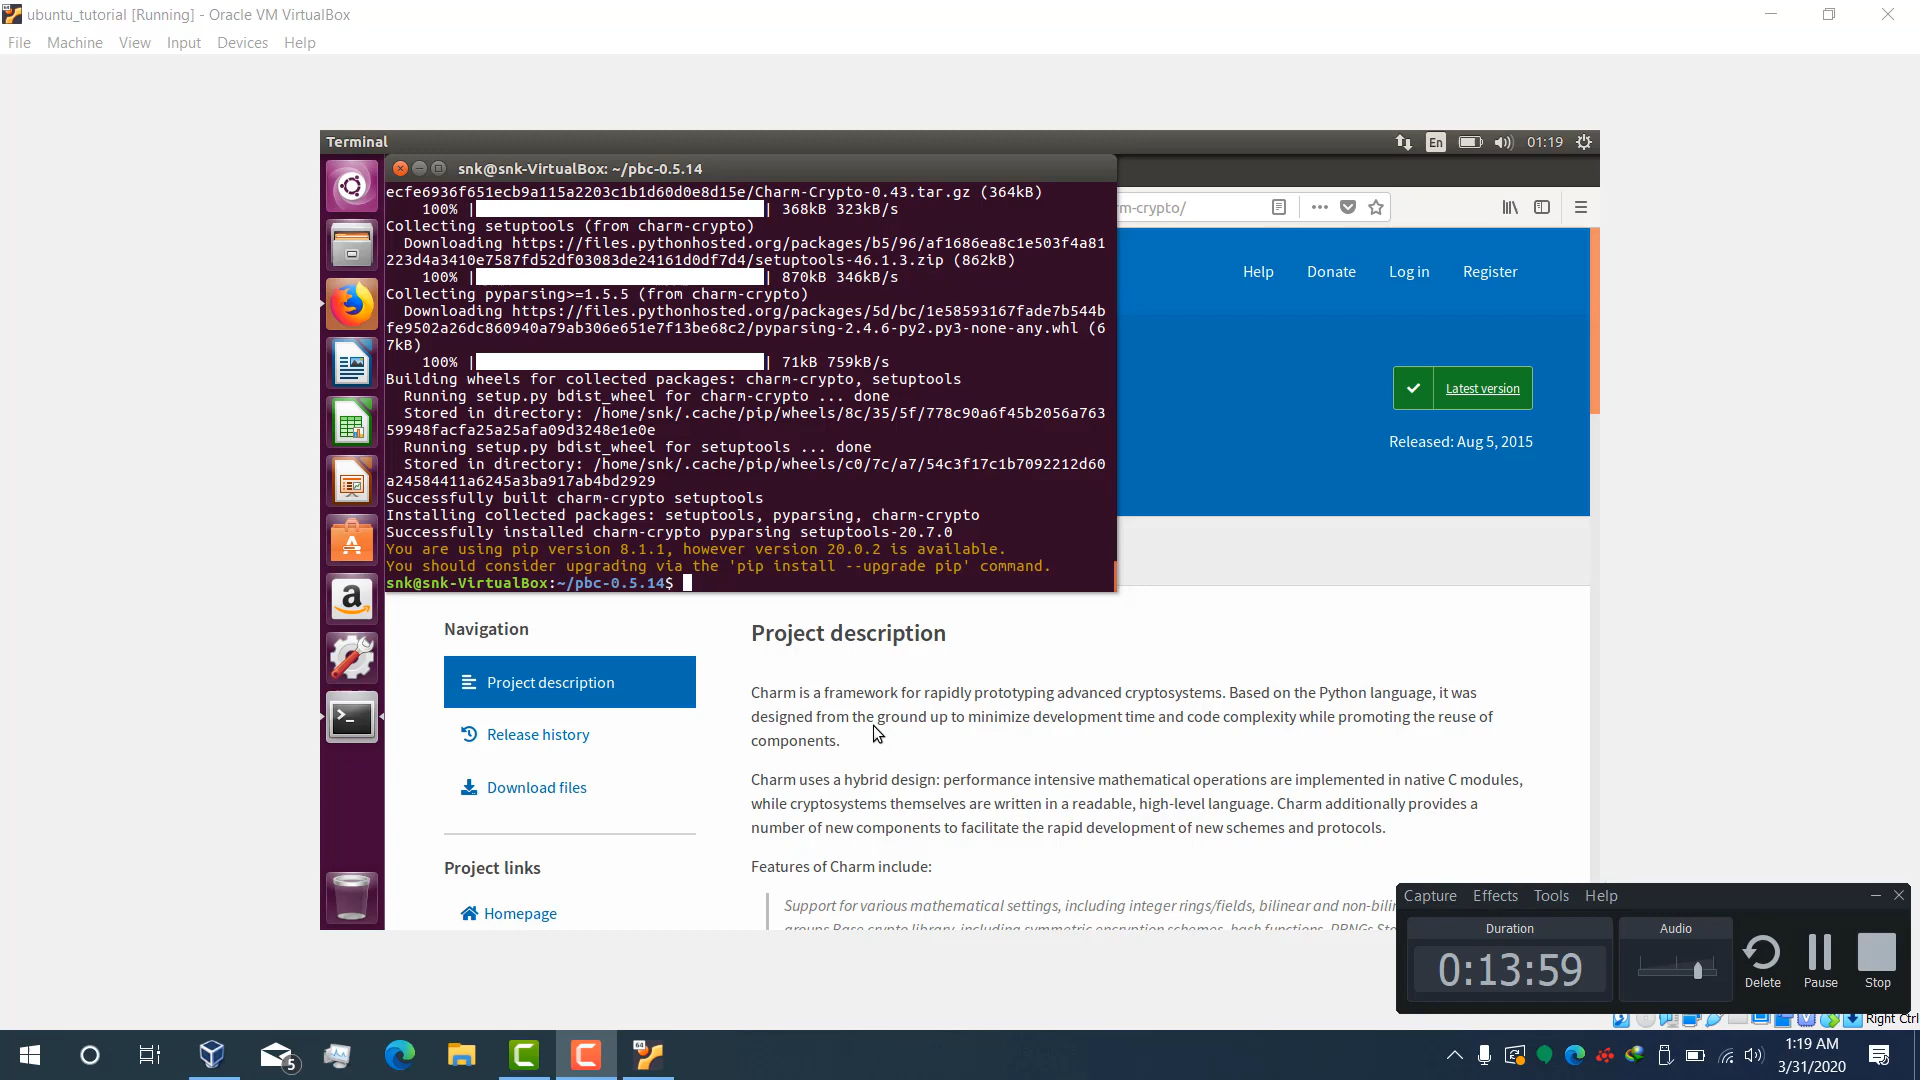 ubuntu_tutorial [Running] - Oracle VM VirtualBox
File Machine View Input Devices Help
Terminal
En
01:19
snk@snk-VirtualBox: ~/pbc-0.5.14
ecfe6936f651ecb9a115a2203c1b1d60d0e8d15e/Charm-Crypto-0.43.tar.gz (364kB)
100% | | 368kB 323kB/s
Collecting setuptools (from charm-crypto)
Downloading https://files.pythonhosted.org/packages/b5/96/af1686ea8c1e503f4a81
223d4a3410e7587fd52df03083de24161d0df7d4/setuptools-46.1.3.zip (862kB)
100% | | 870kB 346kB/s
Collecting pyparsing>=1.5.5 (from charm-crypto)
Downloading https://files.pythonhosted.org/packages/5d/bc/1e58593167fade7b544b
fe9502a26dc860940a79ab306e651e7f13be68c2/pyparsing-2.4.6-py2.py3-none-any.whl (6
7kB)
100% | | 71kB 759kB/s
Building wheels for collected packages: charm-crypto, setuptools
Running setup.py bdist_wheel for charm-crypto ... done
Stored in directory: /home/snk/.cache/pip/wheels/8c/35/5f/778c90a6f45b2056a763
59948facfa25a25afa09d3248e1e0e
Running setup.py bdist_wheel for setuptools ... done
Stored in directory: /home/snk/.cache/pip/wheels/c0/7c/a7/54c3f17c1b7092212d60
a24584411a6245a3ba917ab4bd2929
Successfully built charm-crypto setuptools
Installing collected packages: setuptools, pyparsing, charm-crypto
Successfully installed charm-crypto pyparsing setuptools-20.7.0
You are using pip version 8.1.1, however version 20.0.2 is available.
You should consider upgrading via the 'pip install --upgrade pip' command.
snk@snk-VirtualBox:~/pbc-0.5.14$
m-crypto/
Help Donate Log in Register
Latest version
Released: Aug 5, 2015
Navigation
Project description
Release history
Download files
Project links
Homepage
Project description
Charm is a framework for rapidly prototyping advanced cryptosystems. Based on the Python language, it was
designed from the ground up to minimize development time and code complexity while promoting the reuse of
components.
Charm uses a hybrid design: performance intensive mathematical operations are implemented in native C modules,
while cryptosystems themselves are written in a readable, high-level language. Charm additionally provides a
number of new components to facilitate the rapid development of new schemes and protocols.
Features of Charm include:
Support for various mathematical settings, including integer rings/fields, bilinear and non-bili
groups Base crypto library, including symmetric encryption schemes, hash functions, PRNGs
Capture Effects Tools Help
Duration
0:13:59
Audio
Delete
Pause
Stop
Right Ctrl
5
64
1:19 AM
3/31/2020